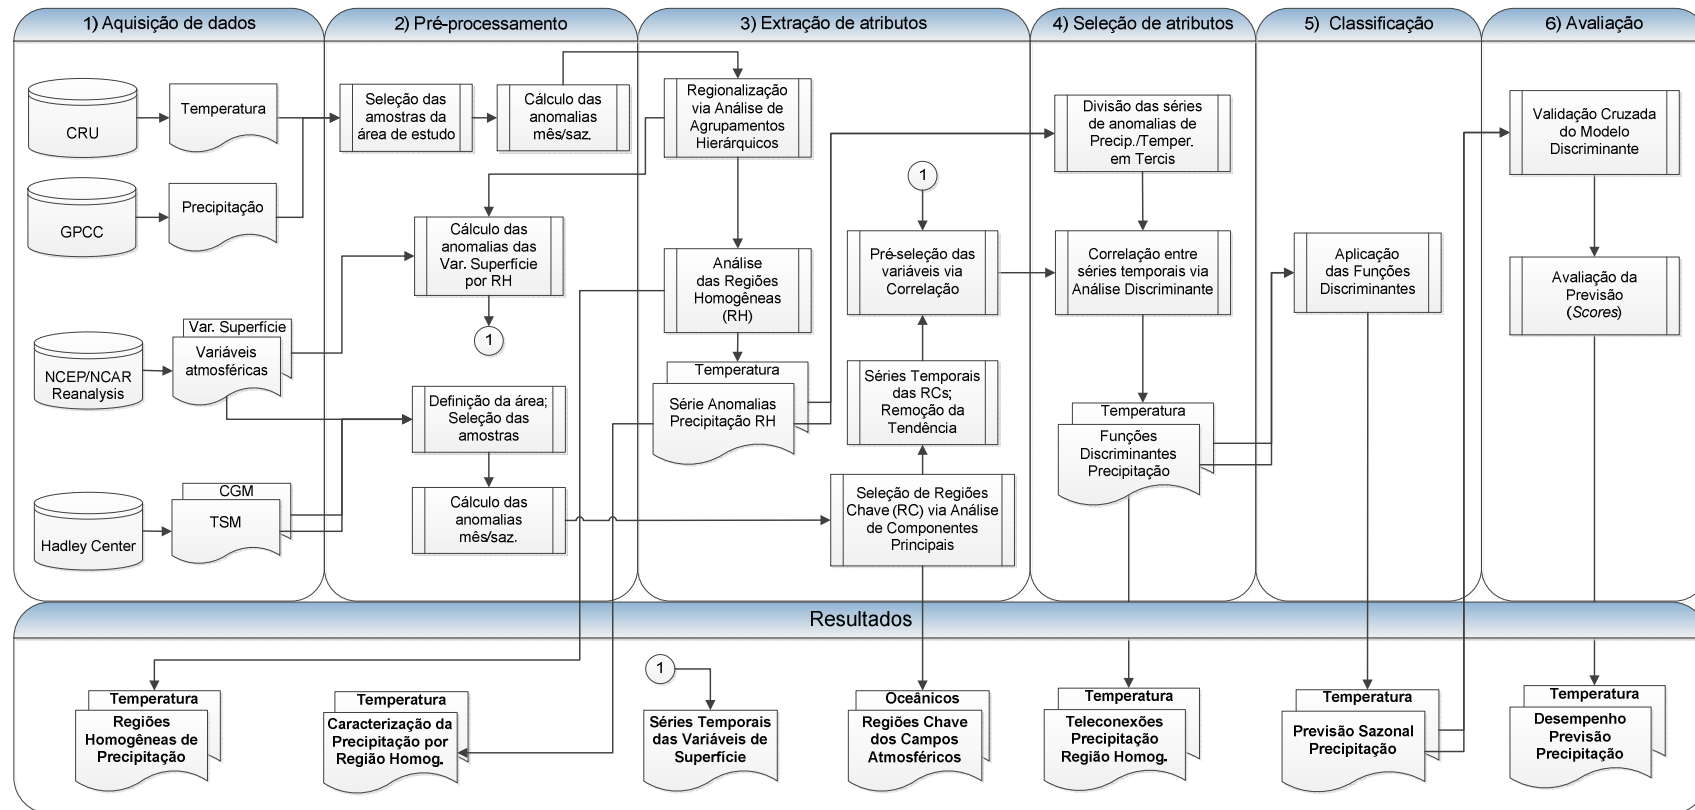 1) Aquisição de dados
2) Pré-processamento
3) Extração de atributos
4) Seleção de atributos
5) Classificação
6) Avaliação
CRU
Temperatura
GPCC
Precipitação
NCEP/NCAR
Reanalysis
Var. Superfície
Variáveis
atmosféricas
Hadley Center
CGM
TSM
Seleção das
amostras da
área de estudo
Cálculo das
anomalias
mês/saz.
Cálculo das
anomalias das
Var. Superfície
por RH
1
Definição da área;
Seleção das
amostras
Cálculo das
anomalias
mês/saz.
Regionalização
via Análise de
Agrupamentos
Hierárquicos
Análise
das Regiões
Homogêneas
(RH)
Temperatura
Série Anomalias
Precipitação RH
1
Pré-seleção das
variáveis via
Correlação
Séries Temporais
das RCs;
Remoção da
Tendência
Seleção de Regiões
Chave (RC) via Análise
de Componentes
Principais
Divisão das séries
de anomalias de
Precip./Temper.
em Tercis
Correlação entre
séries temporais via
Análise Discriminante
Temperatura
Funções
Discriminantes
Precipitação
Aplicação
das Funções
Discriminantes
Validação Cruzada
do Modelo
Discriminante
Avaliação da
Previsão
(Scores)
Resultados
Temperatura
Regiões
Homogêneas de
Precipitação
Temperatura
Caracterização da
Precipitação por
Região Homog.
1
Séries Temporais
das Variáveis de
Superfície
Oceânicos
Regiões Chave
dos Campos
Atmosféricos
Temperatura
Teleconexões
Precipitação
Região Homog.
Temperatura
Previsão Sazonal
Precipitação
Temperatura
Desempenho
Previsão
Precipitação